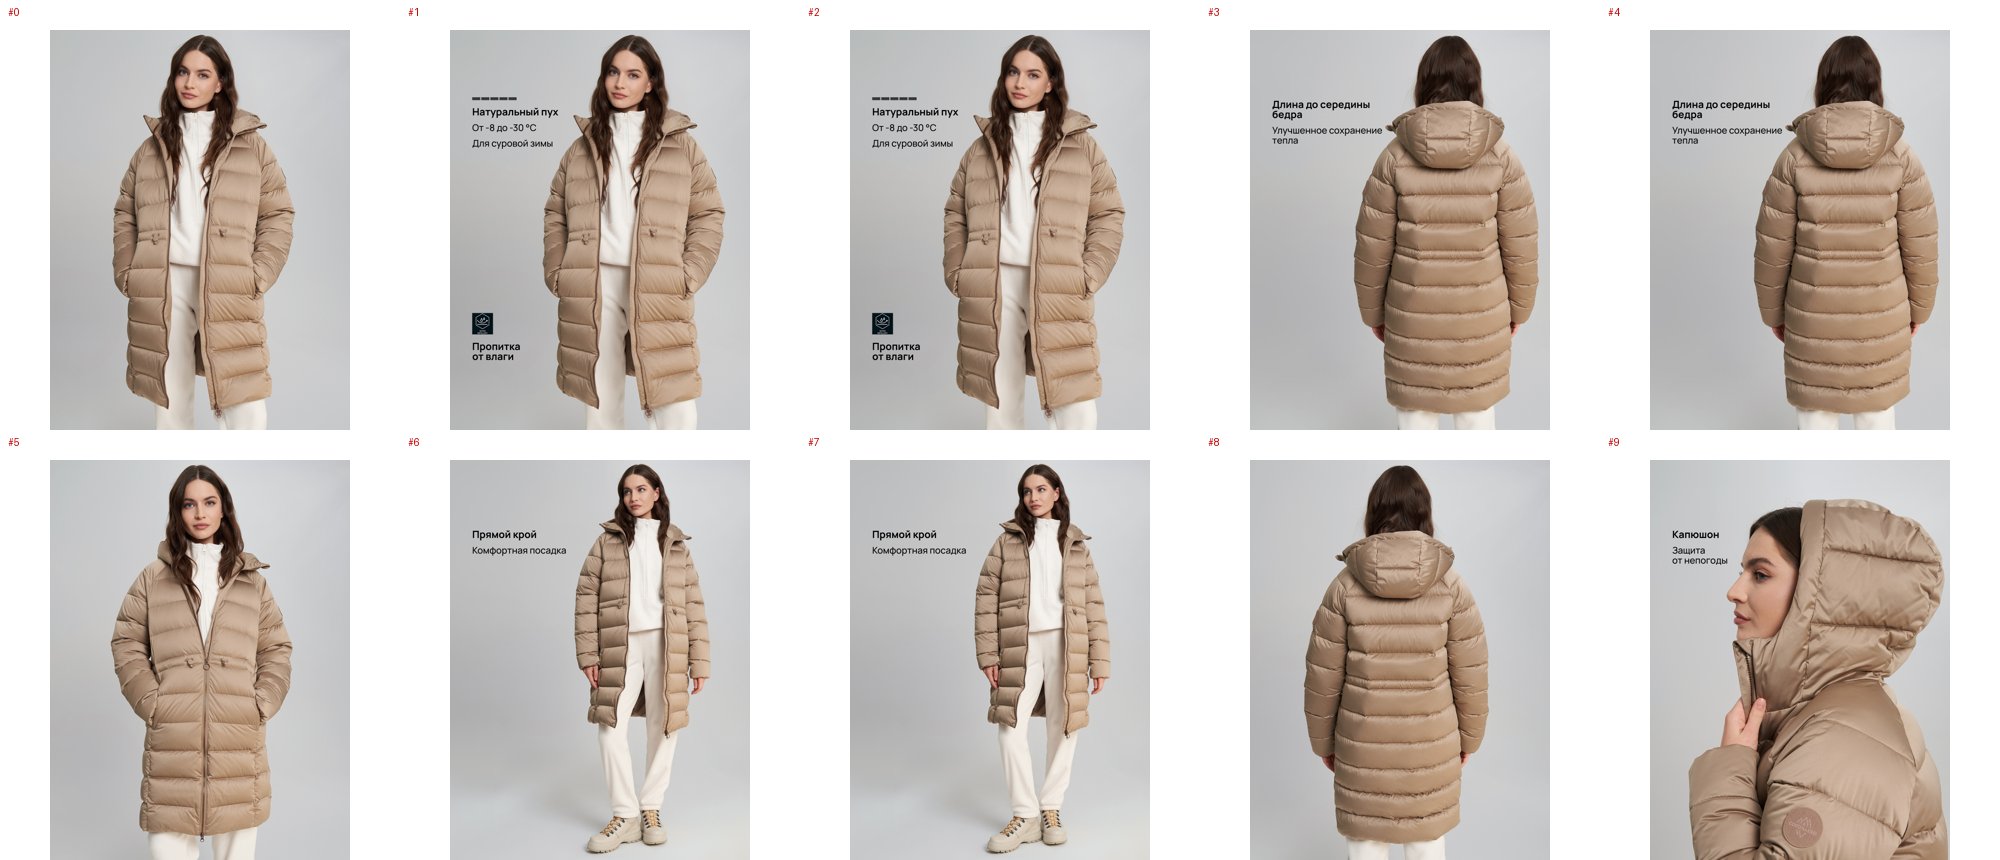 #0
#1
#2
#3
#4
Натуральный пух
От -8 до -30 °C
Для суровой зимы
Пропитка
от влаги
Натуральный пух
От -8 до -30 °C
Для суровой зимы
Пропитка
от влаги
Длина до середины
бедра
Улучшенное сохранение
тепла
Длина до середины
бедра
Улучшенное сохранение
тепла
#5
#6
#7
#8
#9
Прямой крой
Комфортная посадка
Прямой крой
Комфортная посадка
Капюшон
Защита
от непогоды